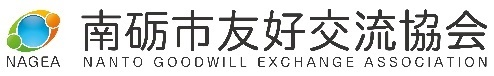 南砺市友好交流協会
NAGEA NANTO GOODWILL EXCHANGE ASSOCIATION